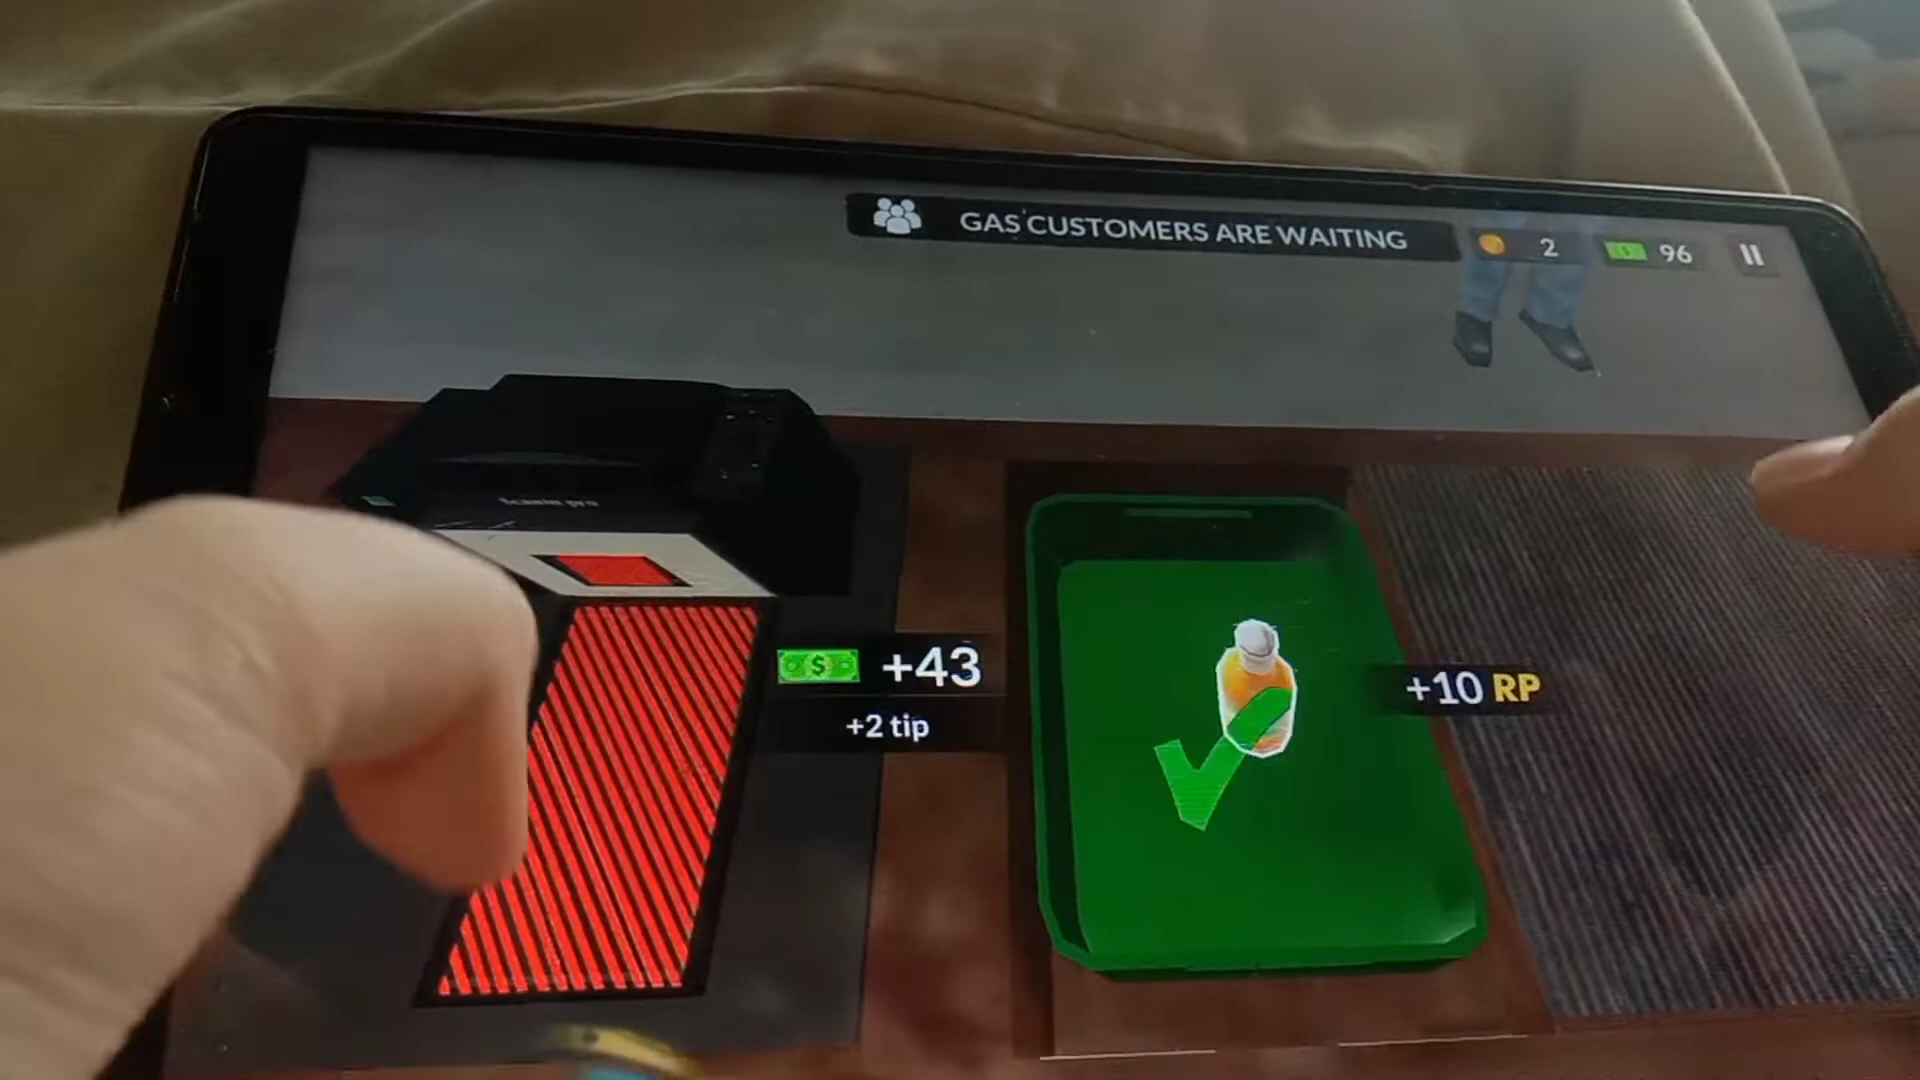 GAS CUSTOMERS ARE WAITING
2
96
+43
+2 tip
+10 RP